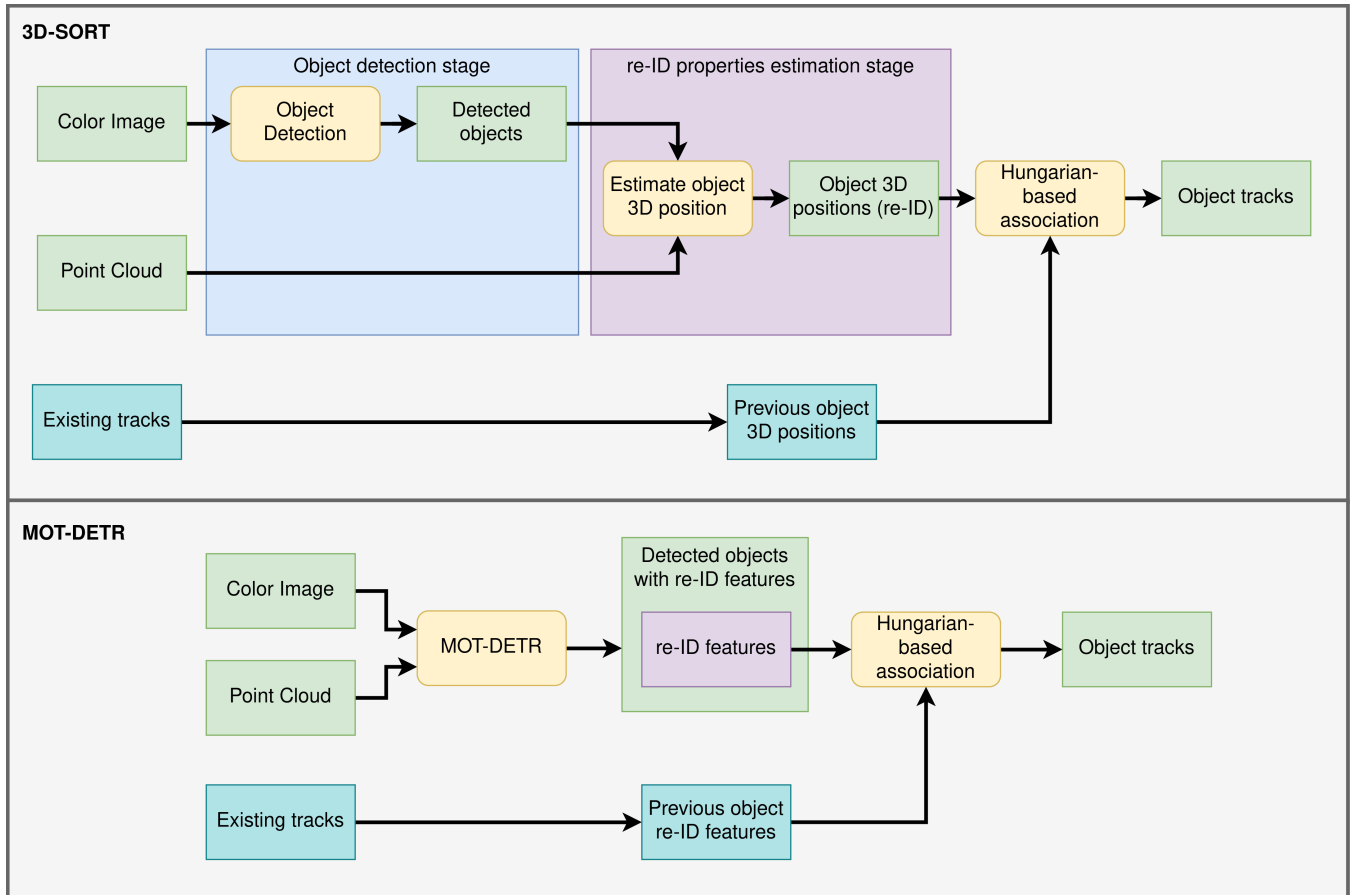 3D-SORT
Object detection stage
re-ID properties estimation stage
Color Image
Object
Detection
Detected
objects
Estimate object
3D position
Object 3D
positions (re-ID)
Hungarian-
based
association
Object tracks
Point Cloud
Existing tracks
Previous object
3D positions
MOT-DETR
Color Image
Point Cloud
MOT-DETR
Detected objects
with re-ID features
re-ID features
Hungarian-
based
association
Object tracks
Existing tracks
Previous object
re-ID features